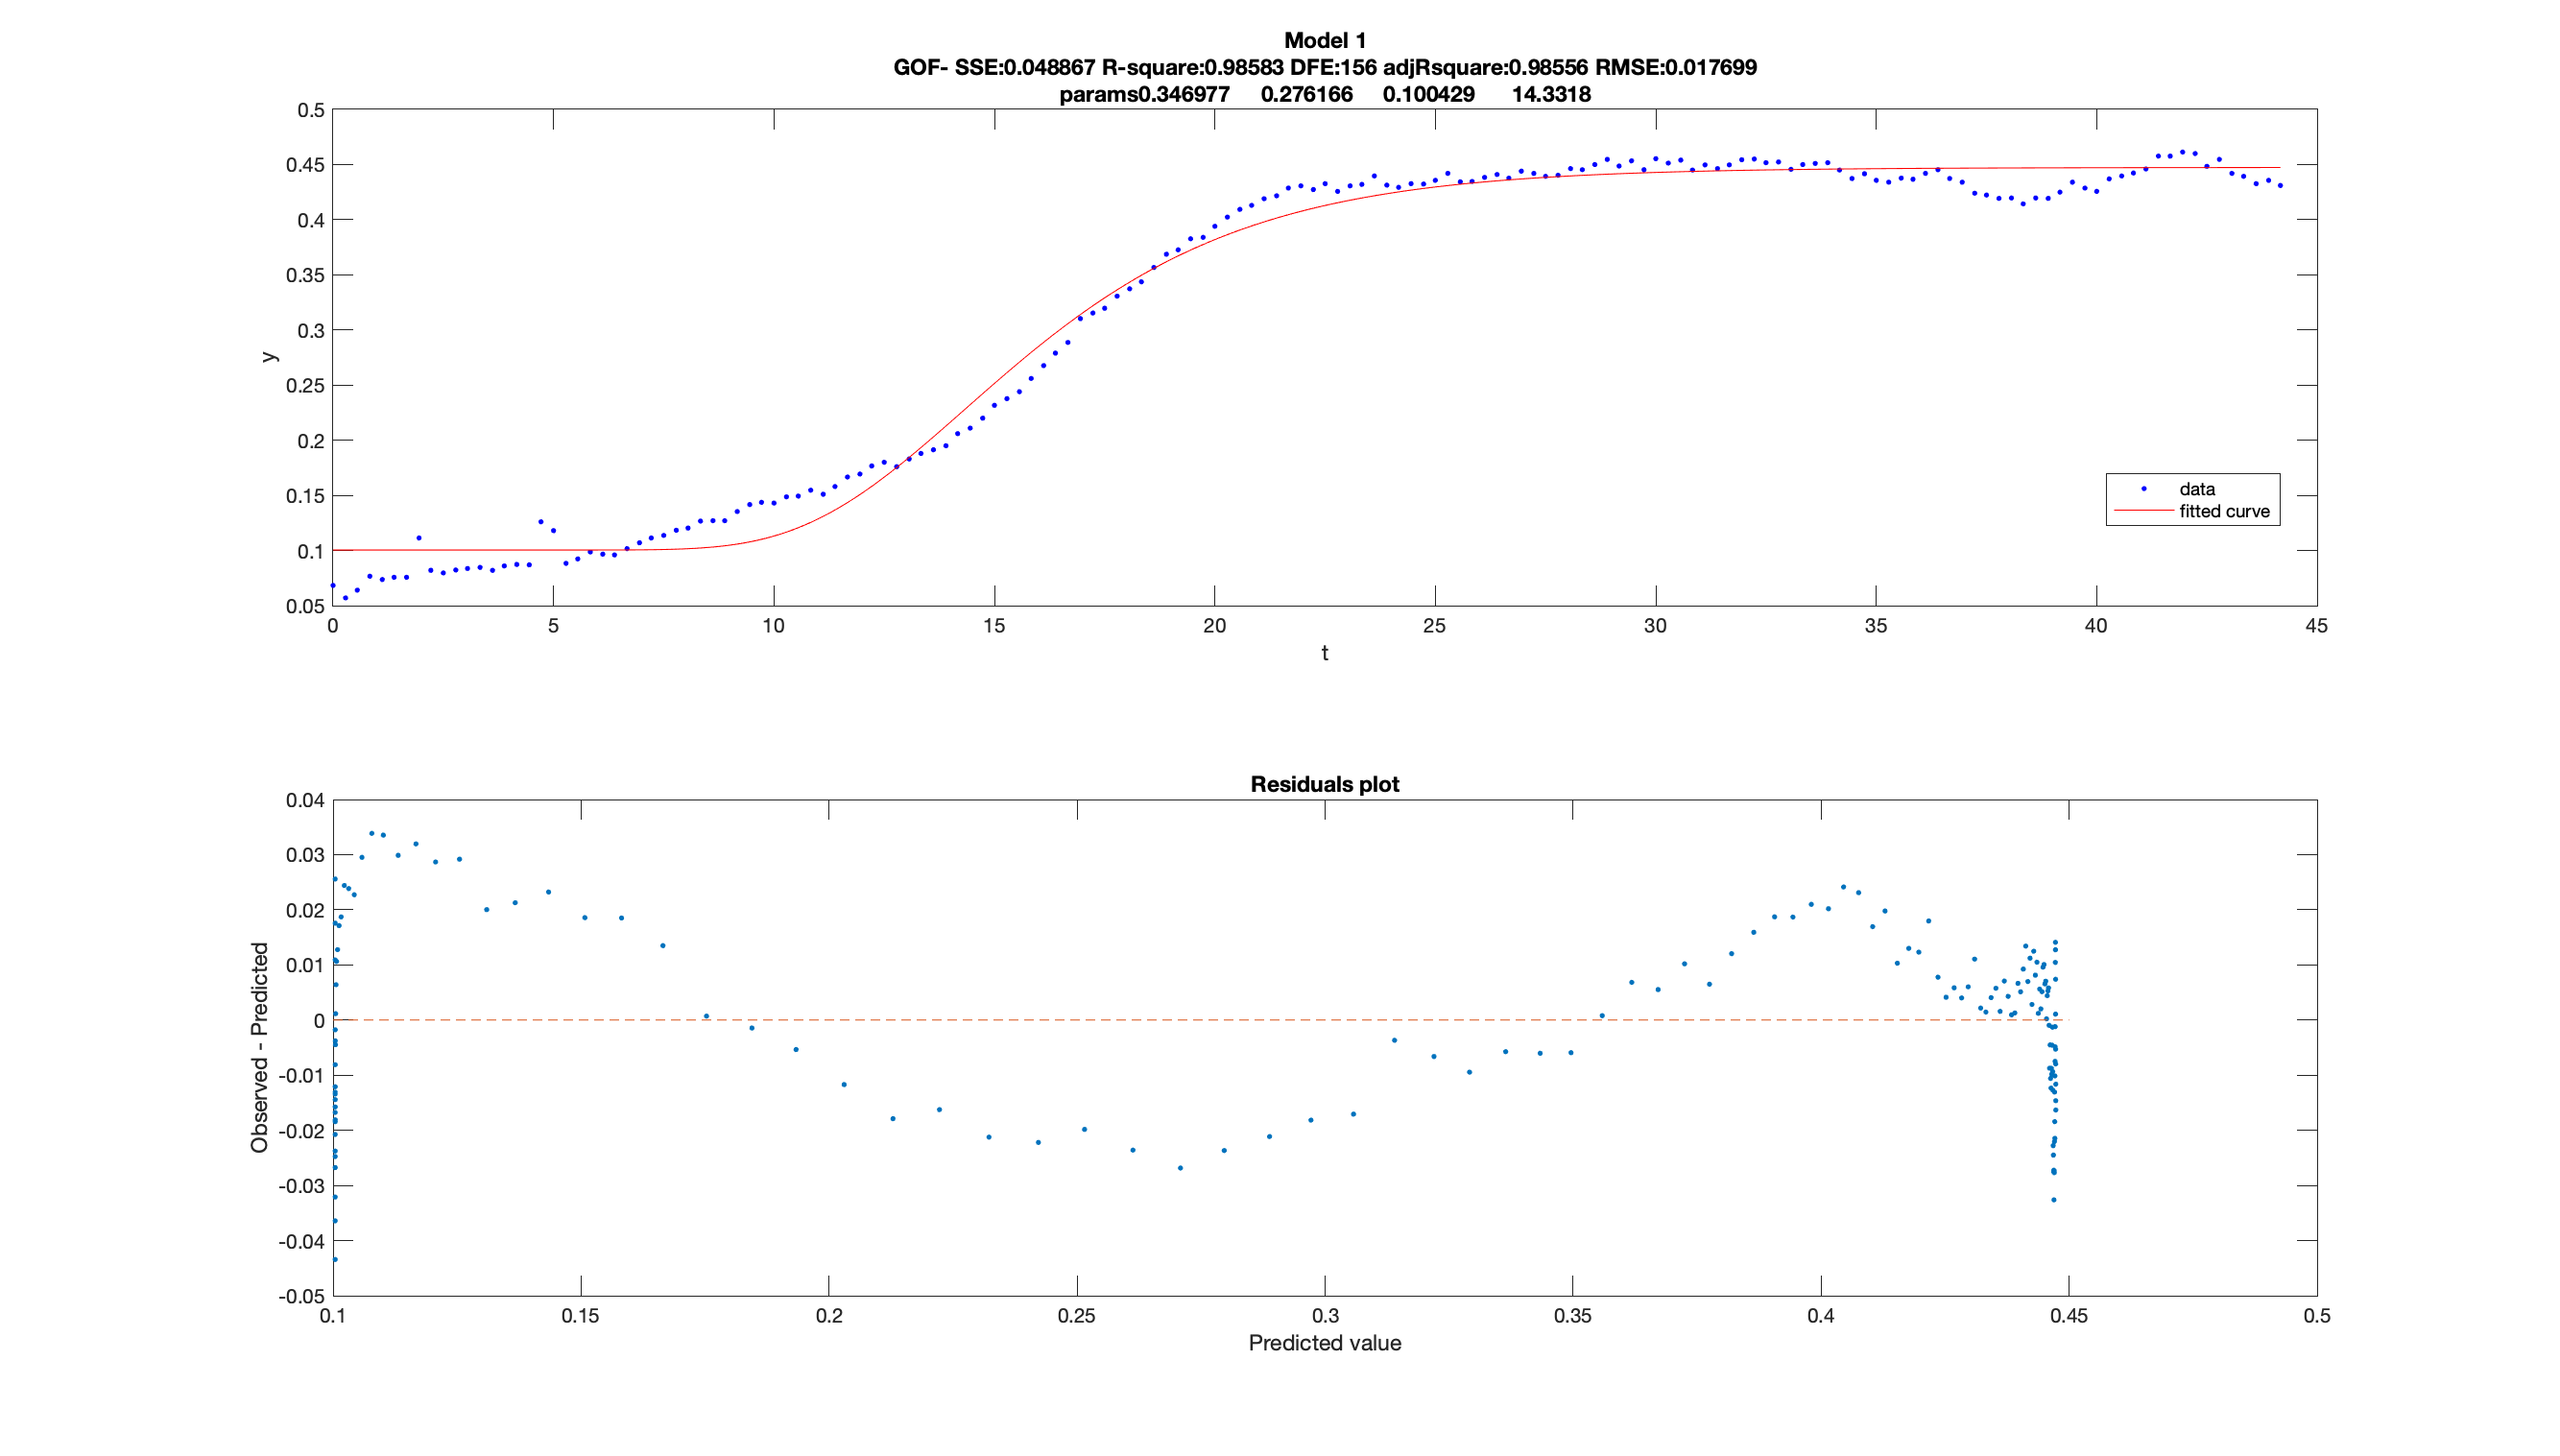 Model 1
GOF- SSE:0.048867 R-square:0.98583 DFE:156 adjRsquare:0.98556 RMSE:0.017699
params0.346977 0.276166 0.100429 14.3318
0.5
0.45
0.4
0.35
0.3
0.25
0.2
0.15
0.1
0.05
y
data
fitted curve
0 5 10 15 20 25 30 35 40 45
t
Residuals plot
0.04
0.03
0.02
0.01
0
-0.01
-0.02
-0.03
-0.04
-0.05
Observed - Predicted
0.1 0.15 0.2 0.25 0.3 0.35 0.4 0.45 0.5
Predicted value